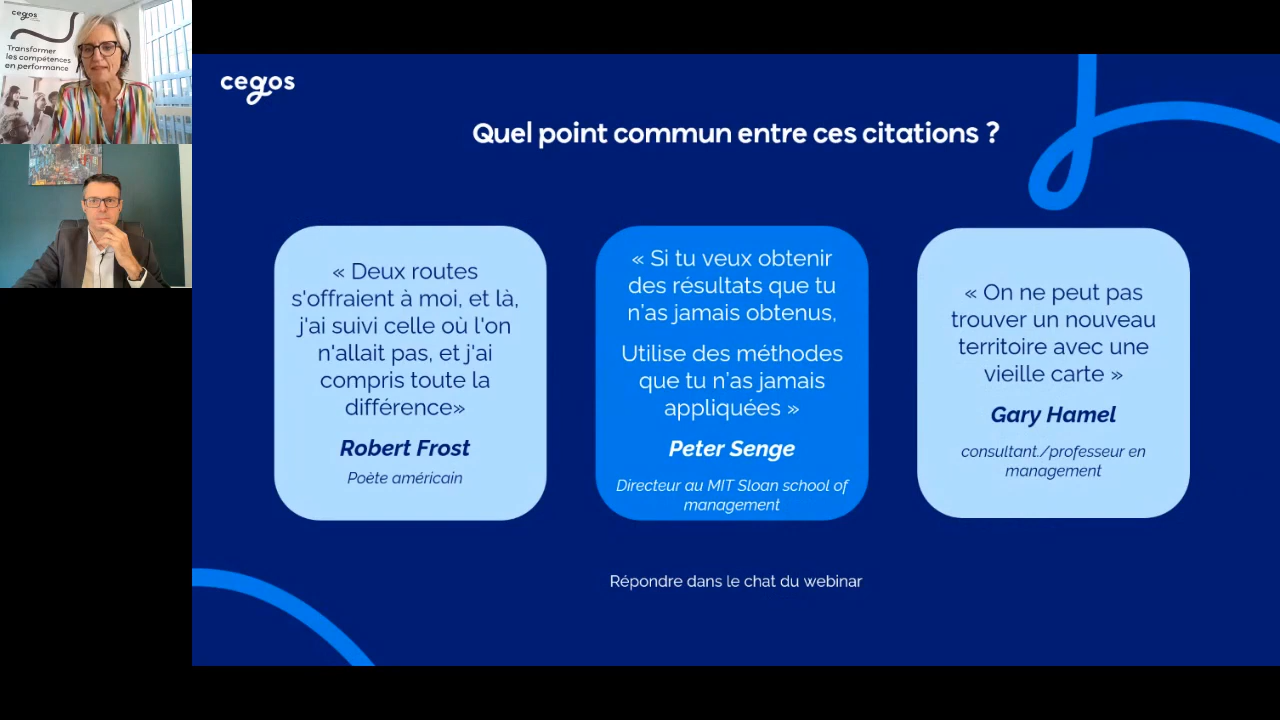 cegos
Transformer
les compétences
en performance
cegos
Quel point commun entre ces citations ?
« Deux routes
s'offraient à moi, et là,
j'ai suivi celle où l'on
n'allait pas, et j'ai
compris toute la
différence»
Robert Frost
Poète américain
« Si tu veux obtenir
des résultats que tu
n'as jamais obtenus,
Utilise des méthodes
que tu n'as jamais
appliquées »
Peter Senge
Directeur au MIT Sloan school of
management
« On ne peut pas
trouver un nouveau
territoire avec une
vieille carte »
Gary Hamel
consultant./professeur en
management
Répondre dans le chat du webinar